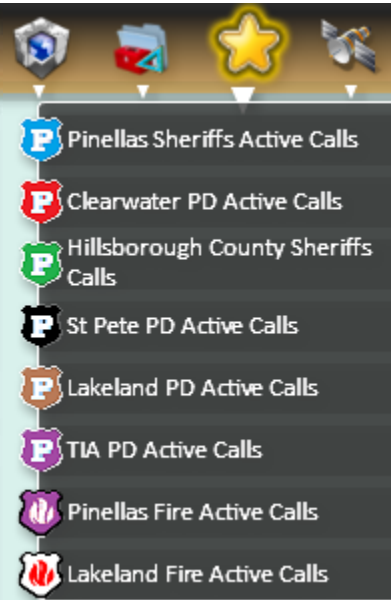 P Pinellas Sheriffs Active Calls
P Clearwater PD Active Calls
P Hillsborough County Sheriffs
Calls
P St Pete PD Active Calls
P Lakeland PD Active Calls
P TIA PD Active Calls
Pinellas Fire Active Calls
Lakeland Fire Active Calls